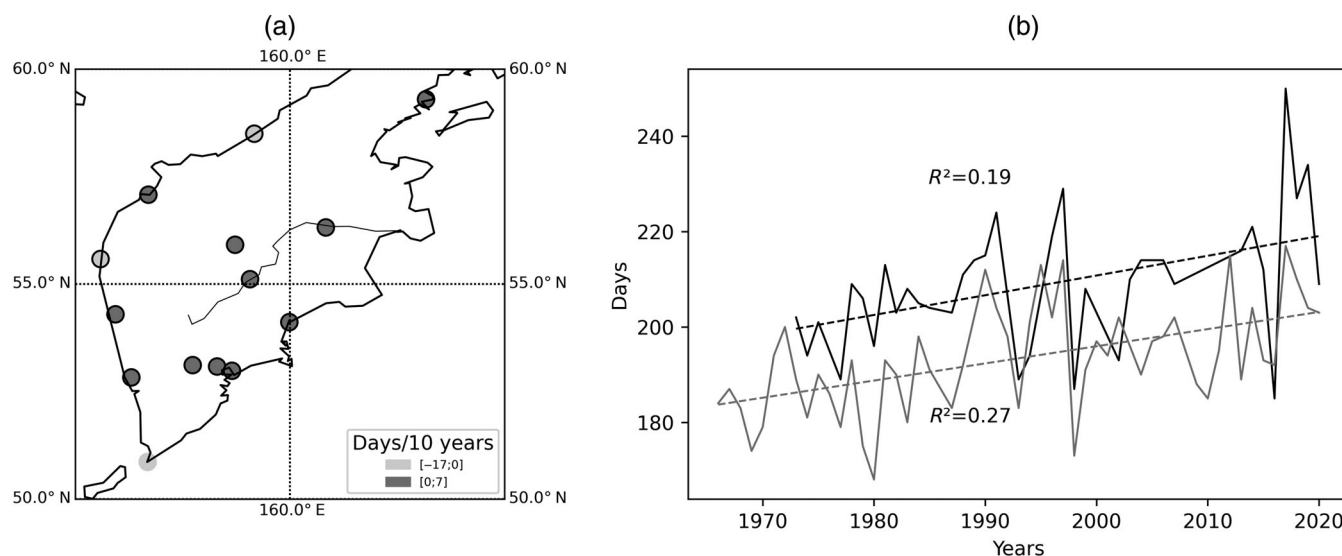 (a)
(b)
160.0° E
60.0° N
60.0° N
55.0° N
55.0° N
50.0° N
50.0° N
160.0° E
Days/10 years
[−17;0]
[0;7]
240
220
200
180
Days
R²=0.19
R²=0.27
1970
1980
1990
2000
2010
2020
Years